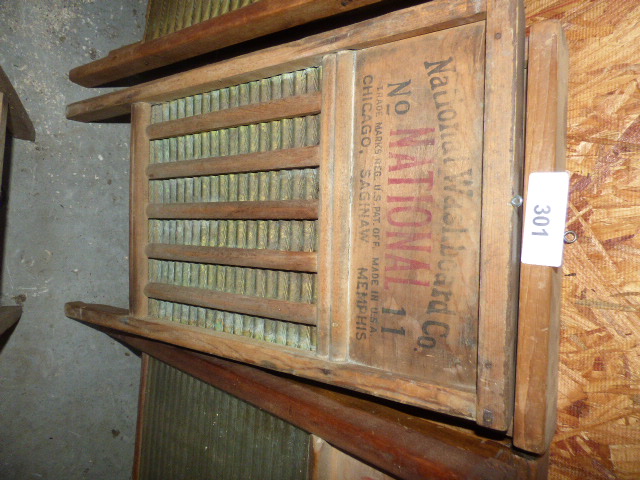 National Washboard Co.
No NATIONAL 11
TRADE MARKS REG. U.S. PAT. OFF. MADE IN U.S.A
CHICAGO, SAGINAW MEMPHIS
301